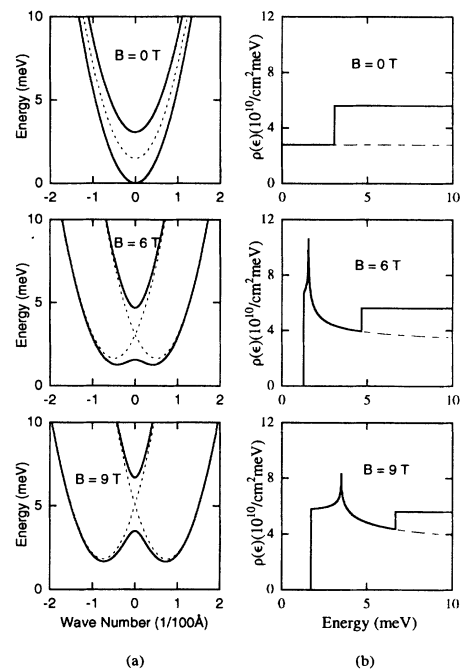 10
5
0
Energy (meV)
B = 0 T
-2 -1 0 1 2
12
8
4
0
ρ(ε)(10¹⁰/cm²meV)
B = 0 T
0 5 10
10
5
0
Energy (meV)
B = 6 T
-2 -1 0 1 2
12
8
4
0
ρ(ε)(10¹⁰/cm²meV)
B = 6 T
0 5 10
10
5
0
Energy (meV)
B = 9 T
-2 -1 0 1 2
Wave Number (1/100Å)
12
8
4
0
ρ(ε)(10¹⁰/cm²meV)
B = 9 T
0 5 10
Energy (meV)
(a)
(b)